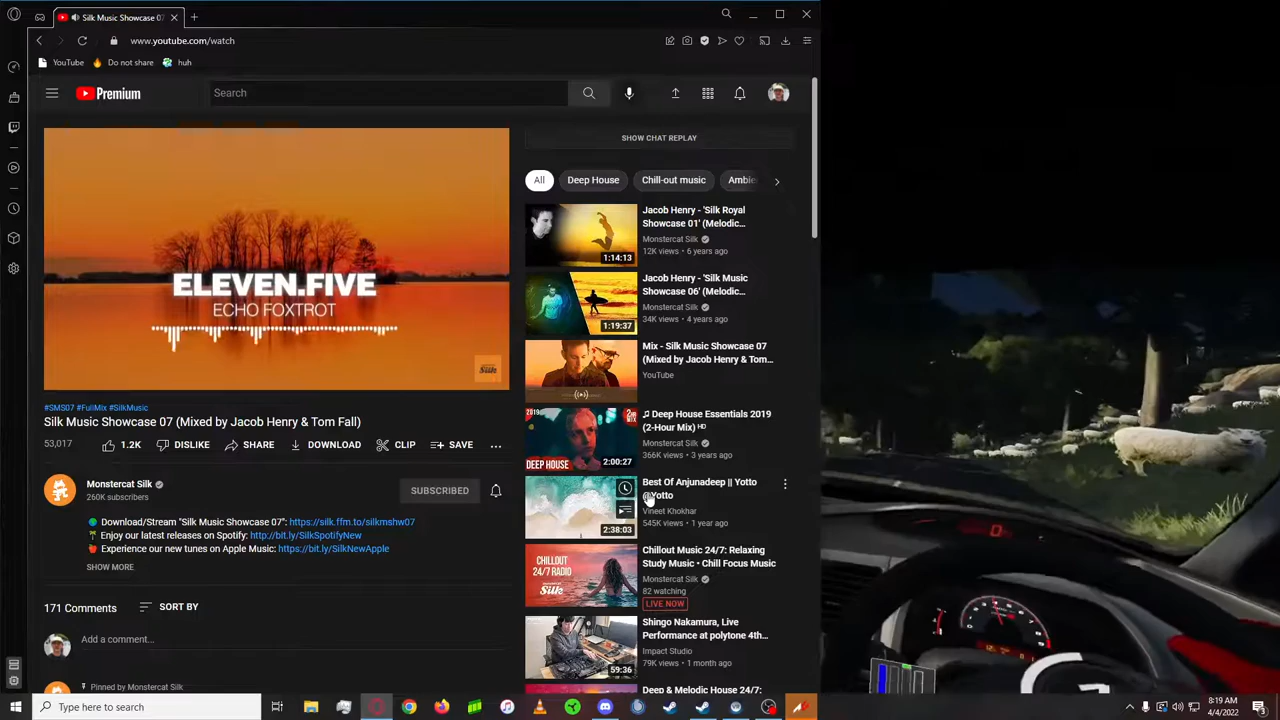 Silk Music Showcase 07
www.youtube.com/watch
YouTube
Do not share
huh
Premium
Search
ELEVEN.FIVE
ECHO FOXTROT
Silk
#SMS07 #FullMix #SilkMusic
Silk Music Showcase 07 (Mixed by Jacob Henry & Tom Fall)
53,017
1.2K
DISLIKE
SHARE
DOWNLOAD
CLIP
SAVE
Monstercat Silk
260K subscribers
SUBSCRIBED
Download/Stream "Silk Music Showcase 07": https://silk.ffm.to/silkmshw07
Enjoy our latest releases on Spotify: http://bit.ly/SilkSpotifyNew
Experience our new tunes on Apple Music: https://bit.ly/SilkNewApple
SHOW MORE
171 Comments
SORT BY
Add a comment...
Pinned by Monstercat Silk
SHOW CHAT REPLAY
All
Deep House
Chill-out music
Ambie
Jacob Henry - 'Silk Royal
Showcase 01' (Melodic...
Monstercat Silk
12K views • 6 years ago
1:14:13
Jacob Henry - 'Silk Music
Showcase 06' (Melodic...
Monstercat Silk
34K views • 4 years ago
1:19:37
Mix - Silk Music Showcase 07
(Mixed by Jacob Henry & Tom...
YouTube
♫ Deep House Essentials 2019
(2-Hour Mix) ᴴᴰ
Monstercat Silk
366K views • 3 years ago
2019
DEEP HOUSE
2:00:27
Best Of Anjunadeep || Yotto
@Yotto
Vineet Khokhar
545K views • 1 year ago
2:38:03
Chillout Music 24/7: Relaxing
Study Music • Chill Focus Music
Monstercat Silk
82 watching
LIVE NOW
CHILLOUT
24/7 RADIO
Silk
Shingo Nakamura, Live
Performance at polytone 4th...
Impact Studio
79K views • 1 month ago
59:36
Deep & Melodic House 24/7:
Type here to search
8:19 AM
4/4/2022